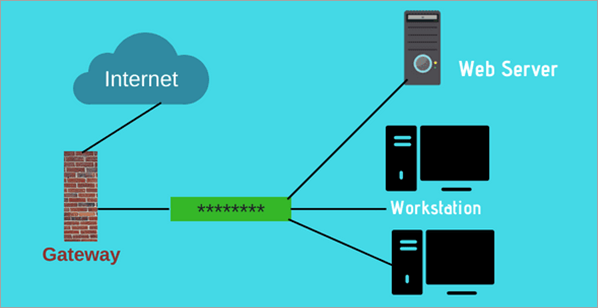 Internet
Web Server
********
Workstation
Gateway